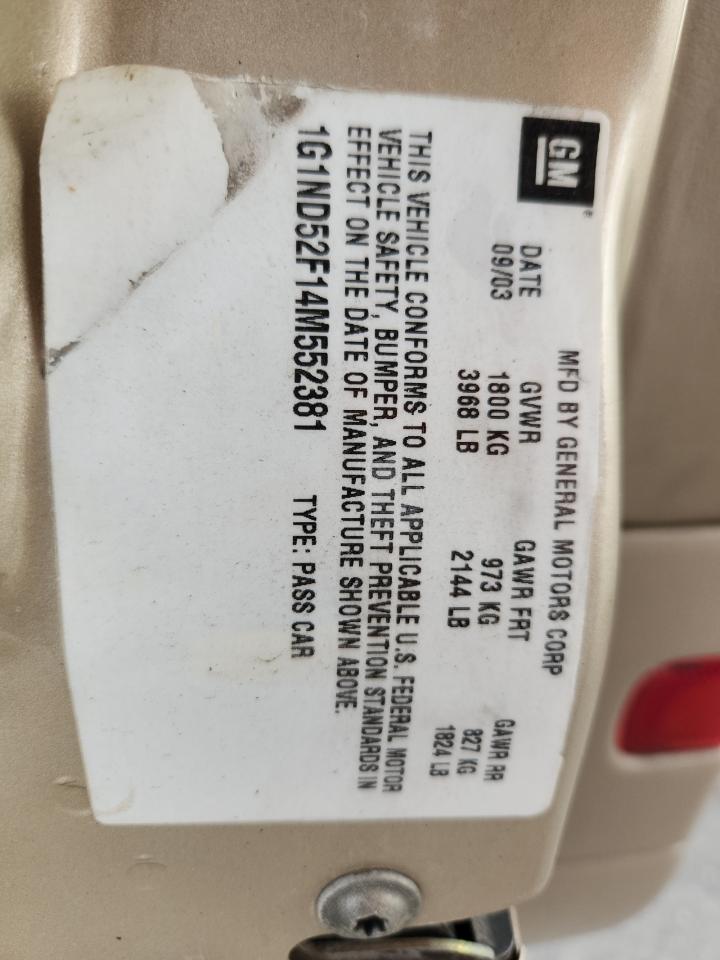 GM
MFD BY GENERAL MOTORS CORP
DATE GVWR GAWR FRT GAWR RR
09/03 1800 KG 973 KG 827 KG
3968 LB 2144 LB 1824 LB
THIS VEHICLE CONFORMS TO ALL APPLICABLE U.S. FEDERAL MOTOR
VEHICLE SAFETY, BUMPER, AND THEFT PREVENTION STANDARDS IN
EFFECT ON THE DATE OF MANUFACTURE SHOWN ABOVE.
1G1ND52F14M552381 TYPE: PASS CAR